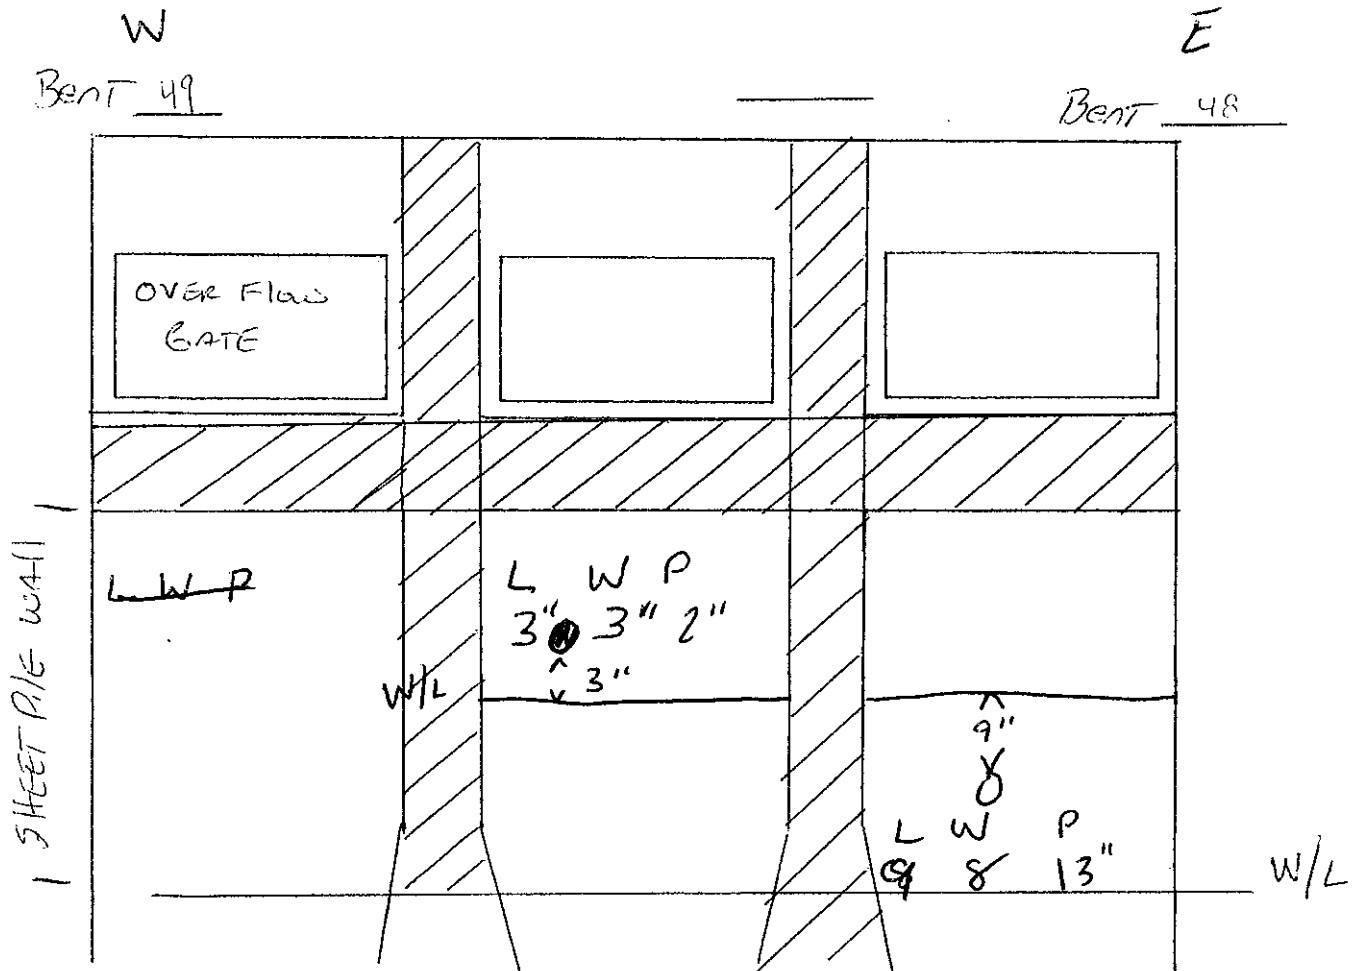 W
E
BenT 49
BenT 48
OVER Flow
GATE
SHEET PilE WAll
L W P
L W P
3" 3" 2"
3"
W/L
9"
L W P
8 13"
W/L